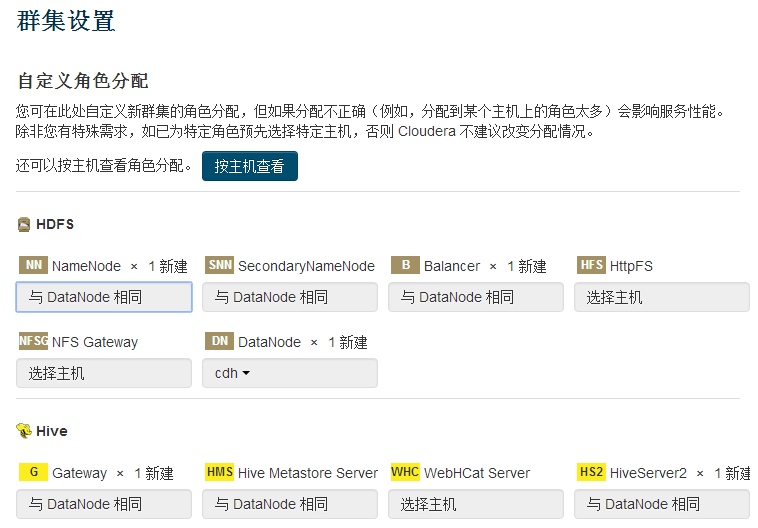 群集设置
自定义角色分配
您可在此处自定义新群集的角色分配，但如果分配不正确（例如，分配到某个主机上的角色太多）会影响服务性能。
除非您有特殊需求，如已为特定角色预先选择特定主机，否则 Cloudera 不建议改变分配情况。
还可以按主机查看角色分配。 按主机查看
HDFS
NN NameNode × 1 新建 SNN SecondaryNameNode B Balancer × 1 新建 HFS HttpFS
与 DataNode 相同 与 DataNode 相同 与 DataNode 相同 选择主机
NFSG NFS Gateway DN DataNode × 1 新建
选择主机 cdh
Hive
G Gateway × 1 新建 HMS Hive Metastore Server WHC WebHCat Server HS2 HiveServer2 × 1 新建
与 DataNode 相同 与 DataNode 相同 选择主机 与 DataNode 相同